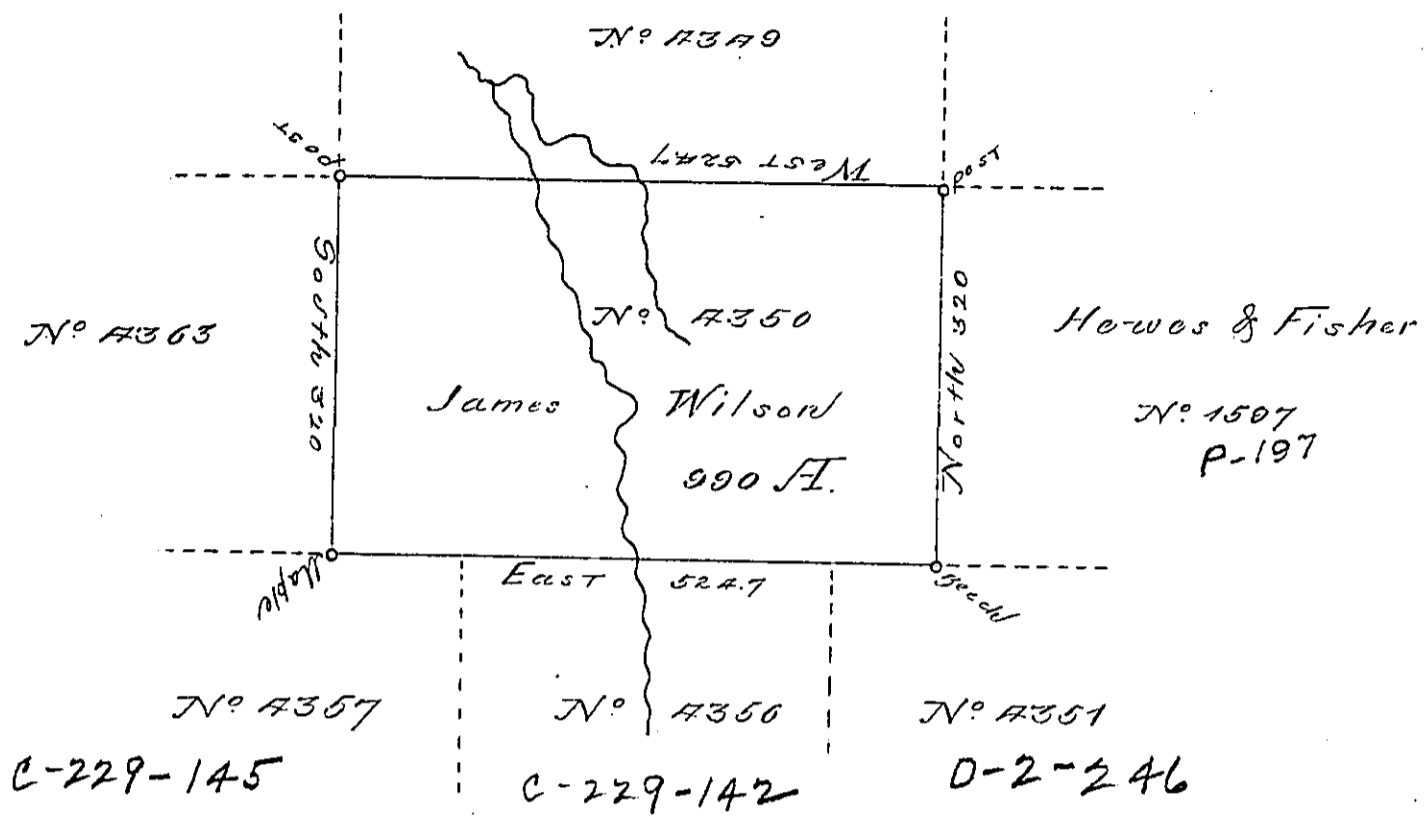 Nº 4349
Post
West 524.7
Post
South 320
Nº 4363
Nº 4350
North 320
Hewes & Fisher
James Wilson
Nº 1507
P-197
990 A.
Maple
East 524.7
Beech
Nº 4357
Nº 4356
Nº 4351
C-229-145
C-229-142
D-2-246